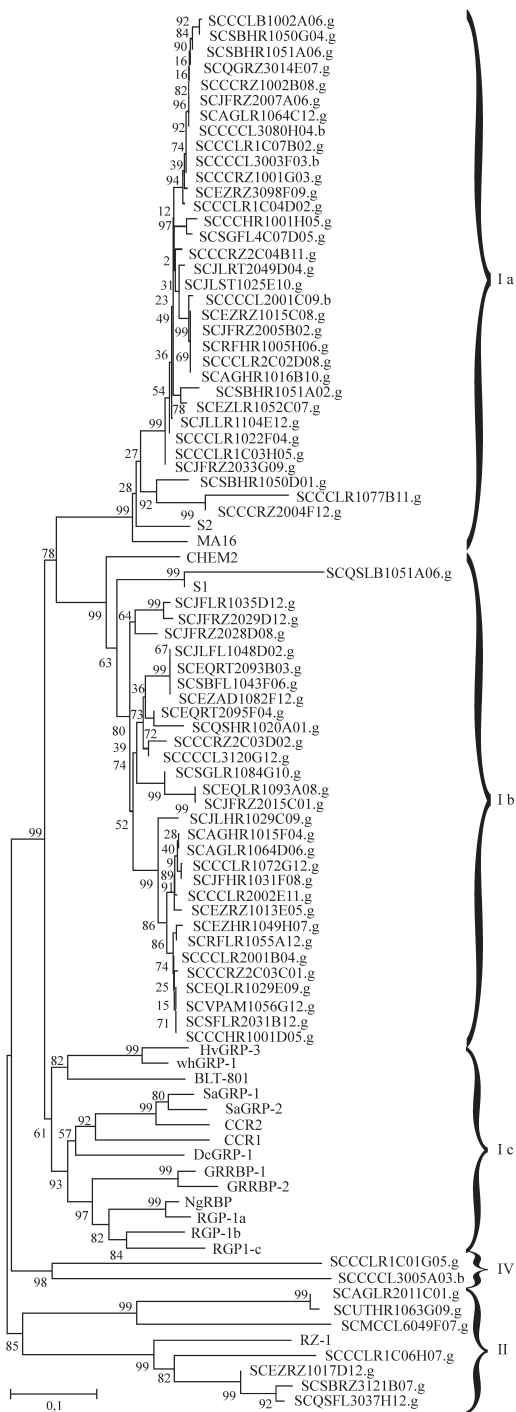 92 SCCCLB1002A06.g
84 SCSBHR1050G04.g
90 SCSBHR1051A06.g
16 SCQGRZ3014E07.g
16
82 SCCCRZ1002B08.g
96 SCJFRZ2007A06.g
SCAGLR1064C12.g
92 SCCCCL3080H04.b
74 SCCCLR1C07B02.g
39 SCCCCL3003F03.b
94 SCCCRZ1001G03.g
SCEZRZ3098F09.g
12 SCCCLR1C04D02.g
97 SCCCHR1001H05.g
SCSGFL4C07D05.g
2 SCCCRZ2C04B11.g
SCJLRT2049D04.g
31 SCJLST1025E10.g
23 SCCCCL2001C09.b
49 SCEZRZ1015C08.g
99 SCJFRZ2005B02.g
SCRFHR1005H06.g
36 69 SCCCLR2C02D08.g
SCAGHR1016B10.g
54 SCSBHR1051A02.g
78 SCEZLR1052C07.g
99 SCJLLR1104E12.g
SCCCLR1022F04.g
27 SCCCLR1C03H05.g
SCJFRZ2033G09.g
28 SCSBHR1050D01.g
92 SCCCLR1077B11.g
99 SCCCRZ2004F12.g
S2
MA16
I a
78 CHEM2
99 SCQSLB1051A06.g
99 S1
99 SCJFLR1035D12.g
64 SCJFRZ2029D12.g
SCJFRZ2028D08.g
63 67 SCJLFL1048D02.g
99 SCEQRT2093B03.g
36 SCSBFL1043F06.g
SCEZAD1082F12.g
73 SCEQRT2095F04.g
80 72 SCQSHR1020A01.g
39 SCCCRZ2C03D02.g
74 SCCCCL3120G12.g
SCSGLR1084G10.g
99 SCEQLR1093A08.g
99 SCJFRZ2015C01.g
52 SCJLHR1029C09.g
28 SCAGHR1015F04.g
40 SCAGLR1064D06.g
9 SCCCLR1072G12.g
99 89 SCJFHR1031F08.g
91 SCCCLR2002E11.g
SCEZRZ1013E05.g
86 SCEZHR1049H07.g
86 SCRFLR1055A12.g
SCCCLR2001B04.g
74 SCCCRZ2C03C01.g
25 SCEQLR1029E09.g
15 SCVPAM1056G12.g
71 SCSFLR2031B12.g
SCCCHR1001D05.g
I b
99
99 HvGRP-3
82 whGRP-1
BLT-801
80 SaGRP-1
99 SaGRP-2
61 57 92 CCR2
CCR1
DcGRP-1
93 99 GRRBP-1
GRRBP-2
97 99 NgRBP
RGP-1a
82 RGP-1b
84 RGP1-c
I c
SCCCLR1C01G05.g
98 SCCCCL3005A03.b
IV
99 SCAGLR2011C01.g
99 SCUTHR1063G09.g
SCMCCL6049F07.g
85 RZ-1
99 SCCCLR1C06H07.g
82 SCEZRZ1017D12.g
99 SCSBRZ3121B07.g
92 SCQSFL3037H12.g
II
0,1